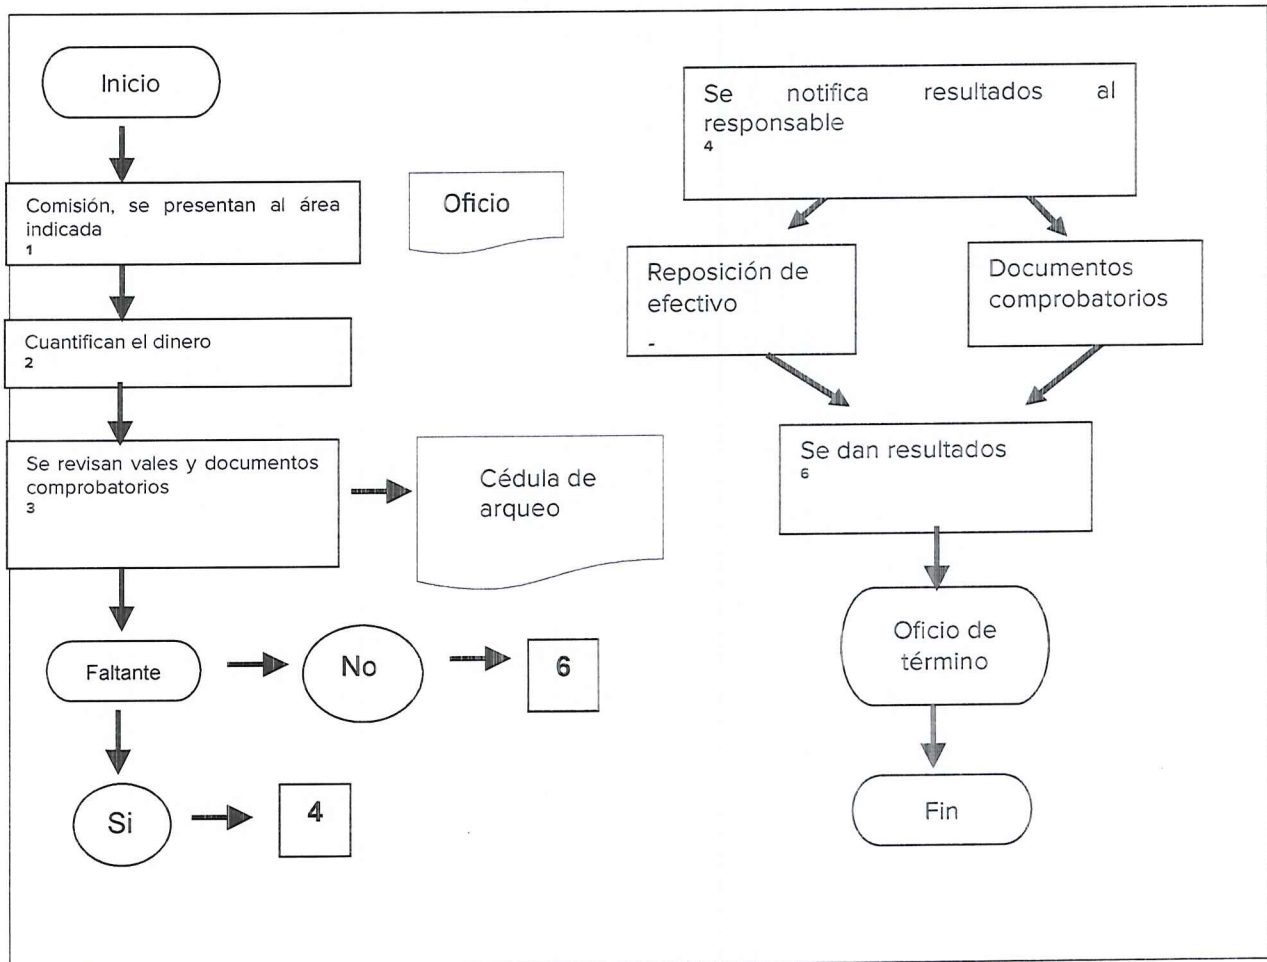 Inicio
Comisión, se presentan al área
indicada
1
Oficio
Cuantifican el dinero
2
Se revisan vales y documentos
comprobatorios
3
Cédula de
arqueo
Faltante
No
6
Si
4
Se notifica resultados al
responsable
4
Reposición de
efectivo
-
Documentos
comprobatorios
Se dan resultados
6
Oficio de
término
Fin